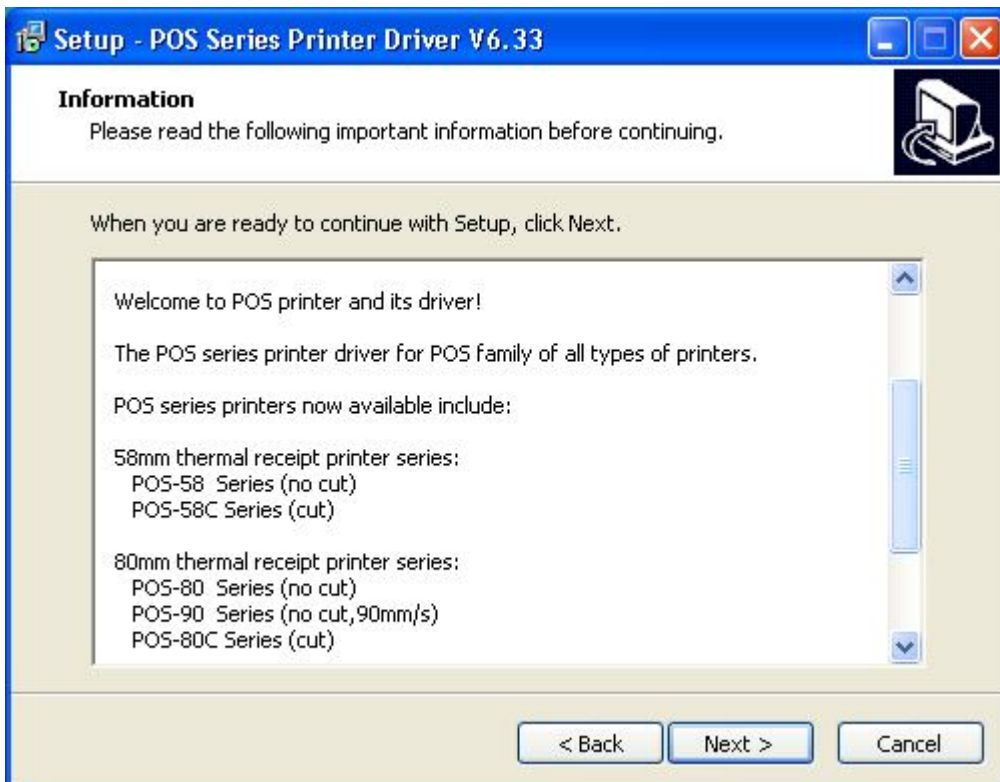 Setup - POS Series Printer Driver V6.33
Information
Please read the following important information before continuing.
When you are ready to continue with Setup, click Next.
Welcome to POS printer and its driver!
The POS series printer driver for POS family of all types of printers.
POS series printers now available include:
58mm thermal receipt printer series:
POS-58  Series (no cut)
POS-58C Series (cut)
80mm thermal receipt printer series:
POS-80  Series (no cut)
POS-90  Series (no cut,90mm/s)
POS-80C Series (cut)
< Back
Next >
Cancel